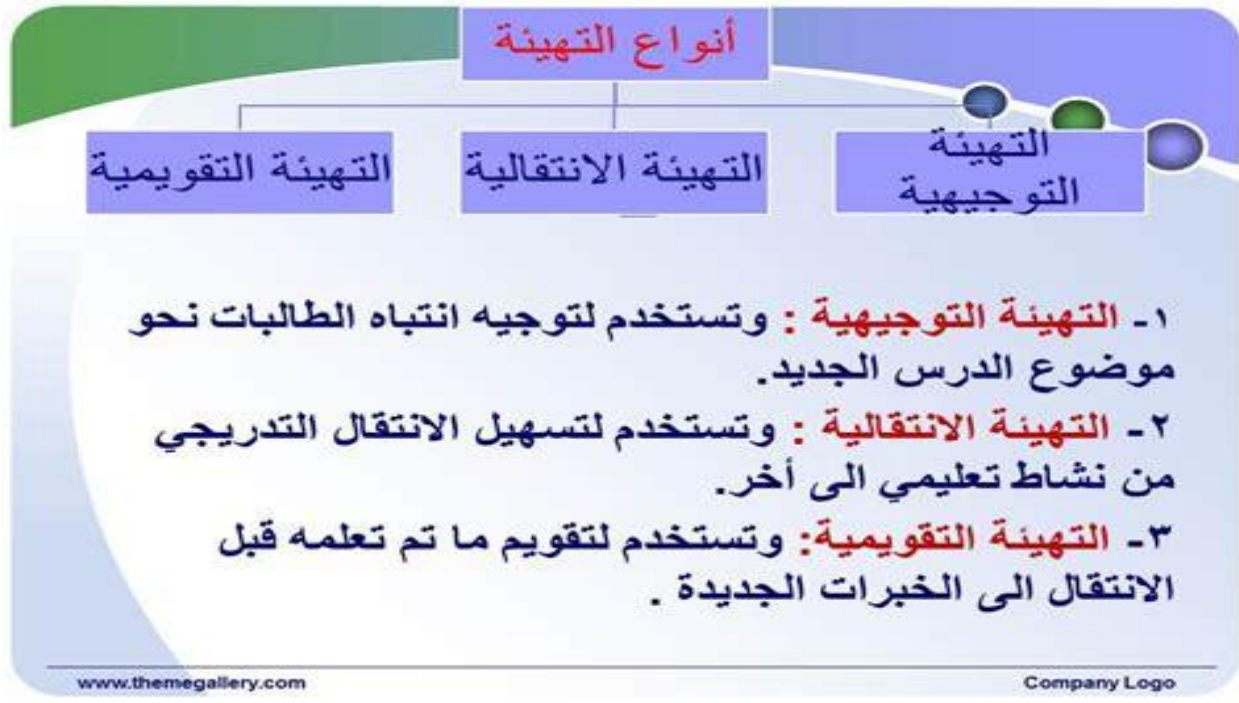 أنواع التهيئة
التهيئة
التوجيهية
التهيئة الانتقالية
التهيئة التقويمية
١- التهيئة التوجيهية : وتستخدم لتوجيه انتباه الطالبات نحو
موضوع الدرس الجديد.
٢- التهيئة الانتقالية : وتستخدم لتسهيل الانتقال التدريجي
من نشاط تعليمي الى أخر.
٣- التهيئة التقويمية: وتستخدم لتقويم ما تم تعلمه قبل
الانتقال الى الخبرات الجديدة .
www.themegallery.com
Company Logo